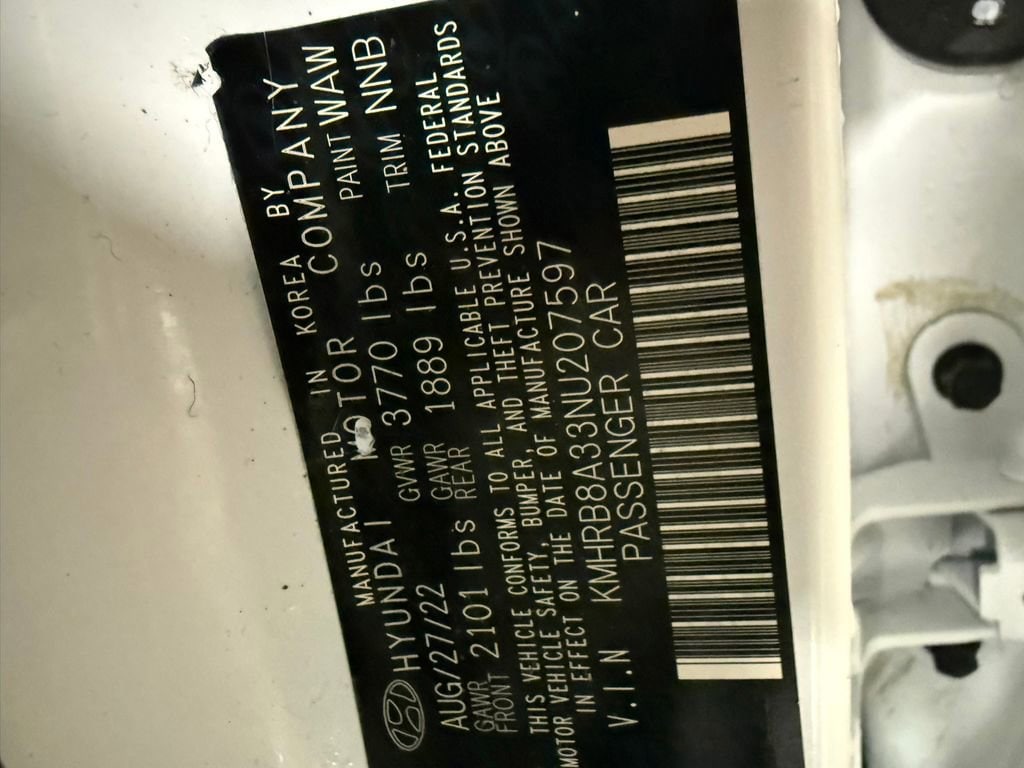 MANUFACTURED IN KOREA BY
HYUNDAI MOTOR COMPANY
AUG/27/22 GVWR 3770 lbs PAINT WAW
GAWR FRONT 2101 lbs GAWR REAR 1889 lbs TRIM NNB
THIS VEHICLE CONFORMS TO ALL APPLICABLE U.S.A. FEDERAL
MOTOR VEHICLE SAFETY, BUMPER, AND THEFT PREVENTION STANDARDS
IN EFFECT ON THE DATE OF MANUFACTURE SHOWN ABOVE
V.I.N KMHRB8A33NU207597
PASSENGER CAR